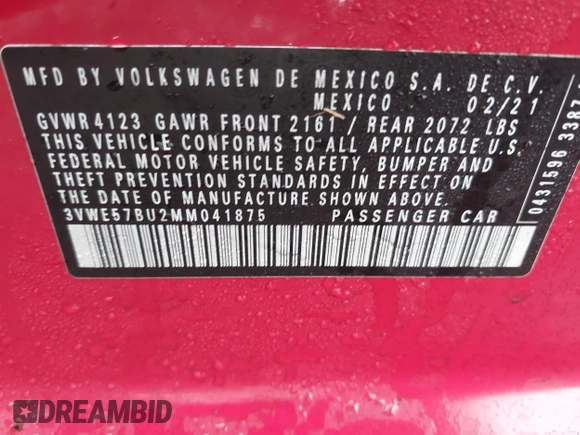 MFD BY VOLKSWAGEN DE MEXICO S.A. DE C.V.
MEXICO 02/21
GVWR 4123 GAWR FRONT 2161 / REAR 2072 LBS
THIS VEHICLE CONFORMS TO ALL APPLICABLE U.S.
FEDERAL MOTOR VEHICLE SAFETY, BUMPER AND
THEFT PREVENTION STANDARDS IN EFFECT ON
THE DATE OF MANUFACTURE SHOWN ABOVE.
3VWE57BU2MM041875 PASSENGER CAR
0431596 3387
DREAMBID